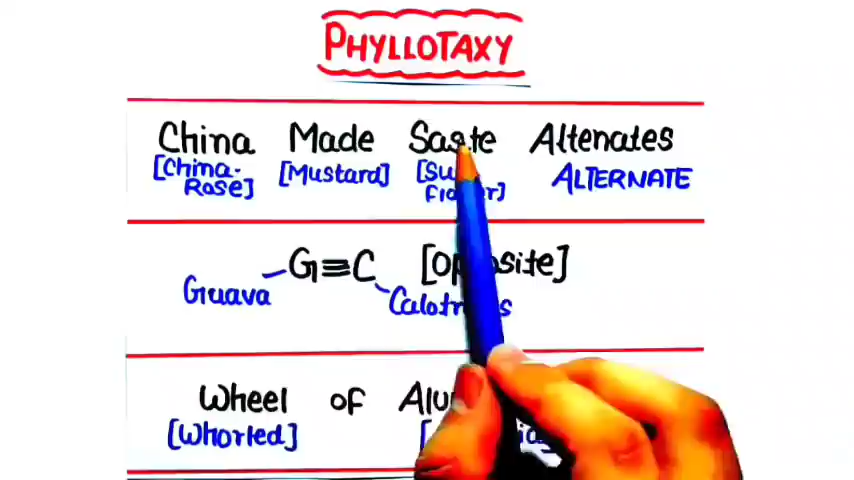 PHYLLOTAXY
China Made Saste Altenates
[China- [Mustard] ALTERNATE
Rose]
G≡C
Guava
Wheel of
[Whorled]